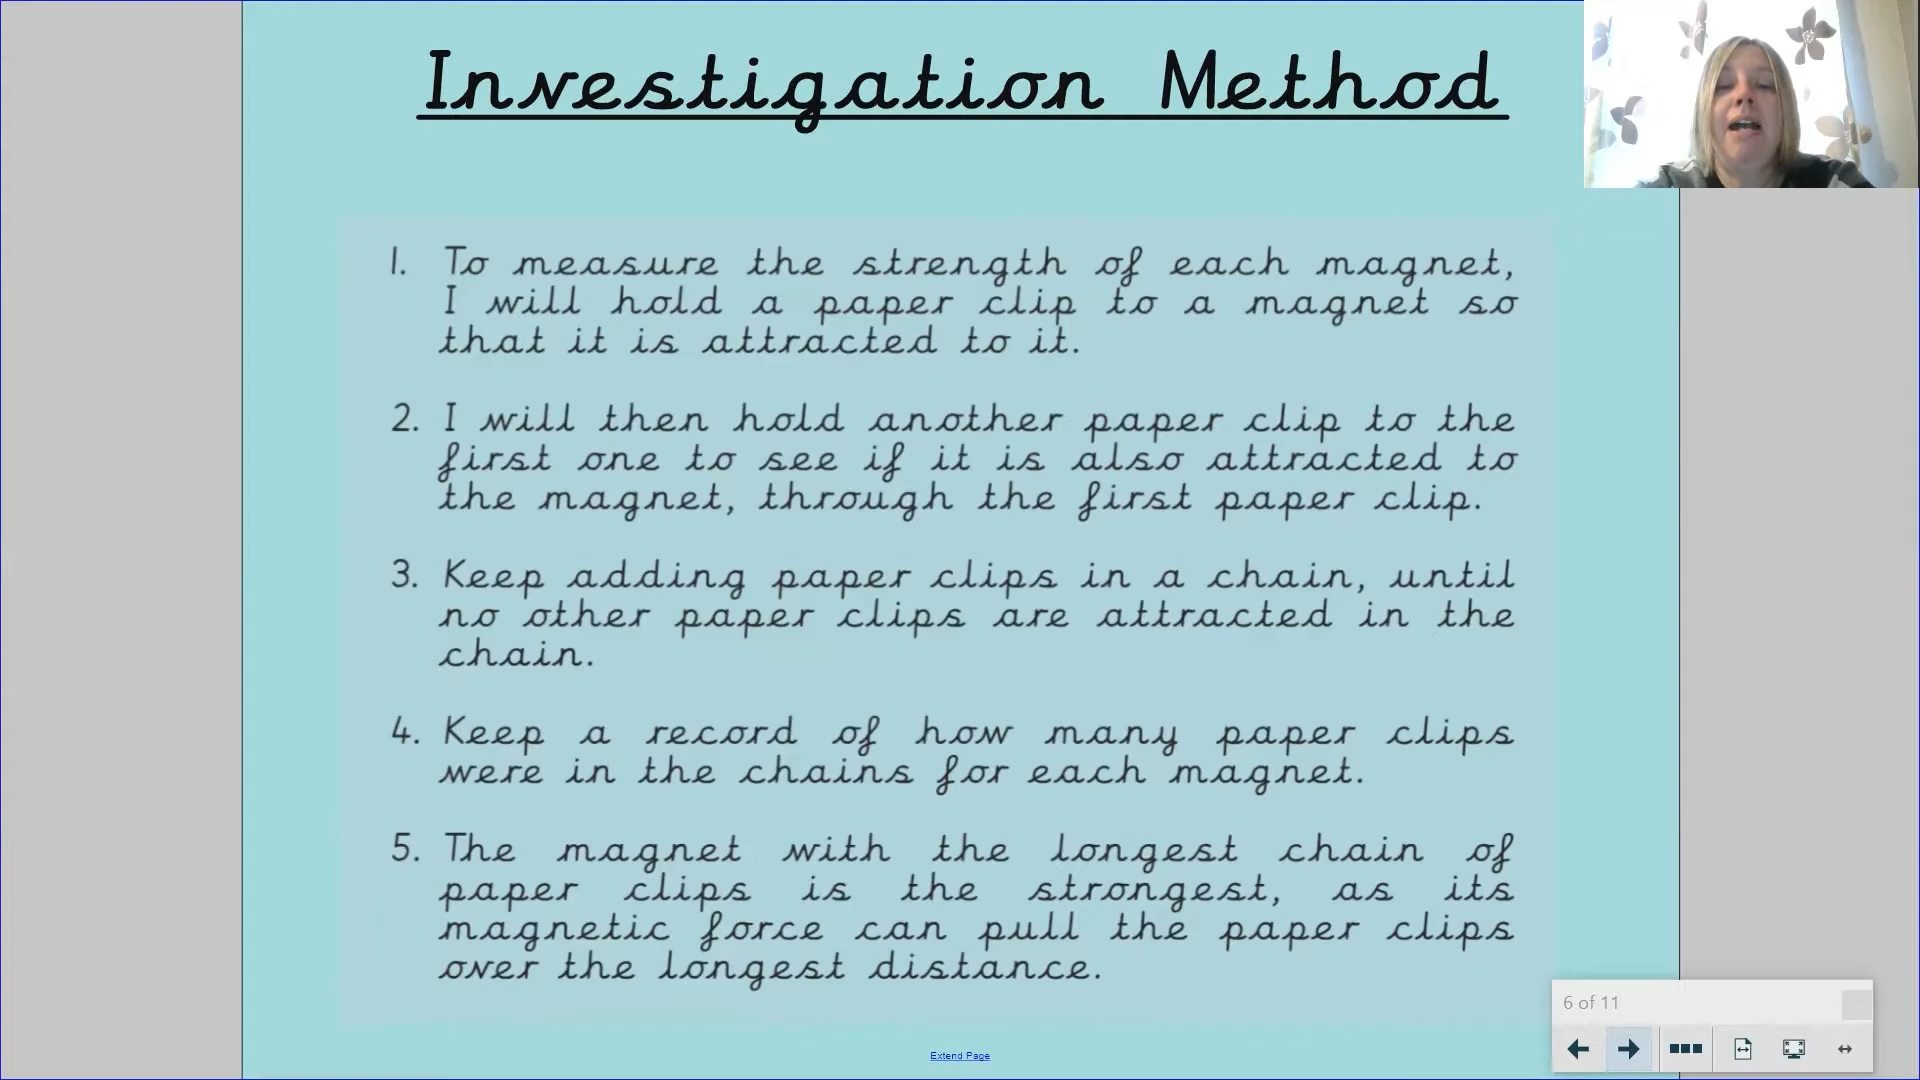 Investigation Method
1. To measure the strength of each magnet,
I will hold a paper clip to a magnet so
that it is attracted to it.
2. I will then hold another paper clip to the
first one to see if it is also attracted to
the magnet, through the first paper clip.
3. Keep adding paper clips in a chain, until
no other paper clips are attracted in the
chain.
4. Keep a record of how many paper clips
were in the chains for each magnet.
5. The magnet with the longest chain of
paper clips is the strongest, as its
magnetic force can pull the paper clips
over the longest distance.
6 of 11
Extend Page